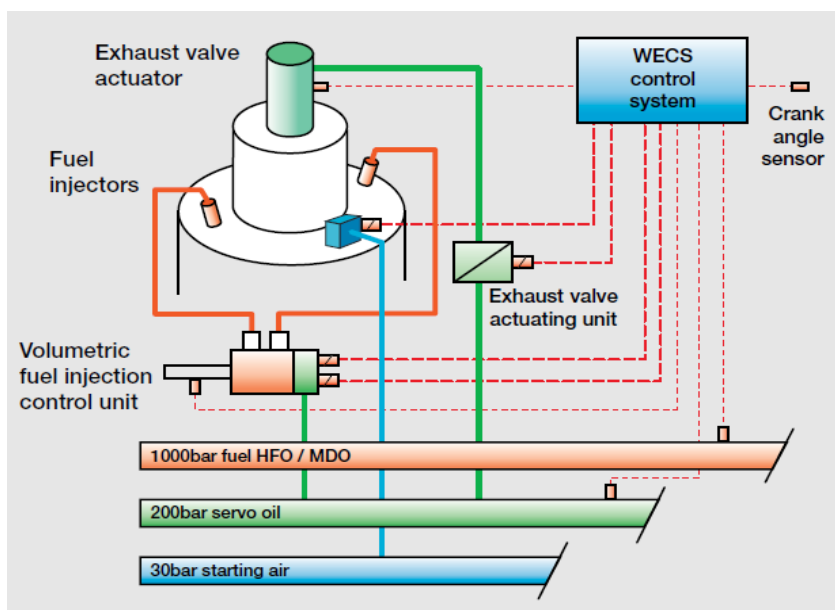 Exhaust valve
actuator
WECS
control
system
Crank
angle
sensor
Fuel
injectors
Exhaust valve
actuating unit
Volumetric
fuel injection
control unit
1000bar fuel HFO / MDO
200bar servo oil
30bar starting air